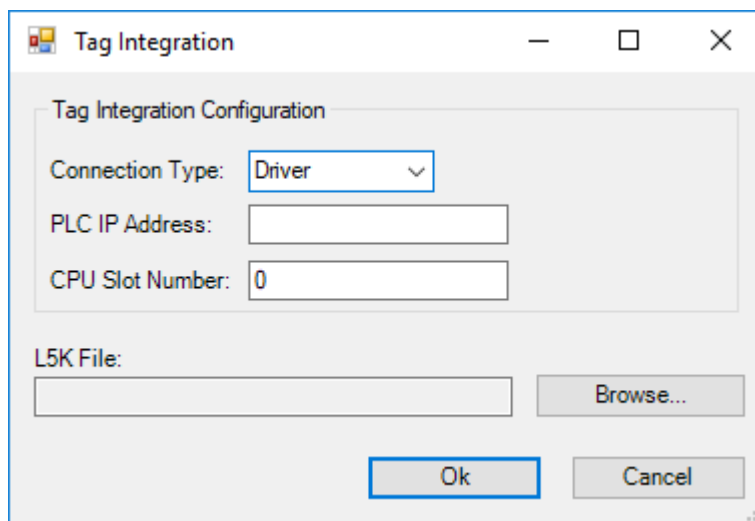 Tag Integration
Tag Integration Configuration
Connection Type: Driver
PLC IP Address:
CPU Slot Number: 0
L5K File:
Browse...
Ok Cancel